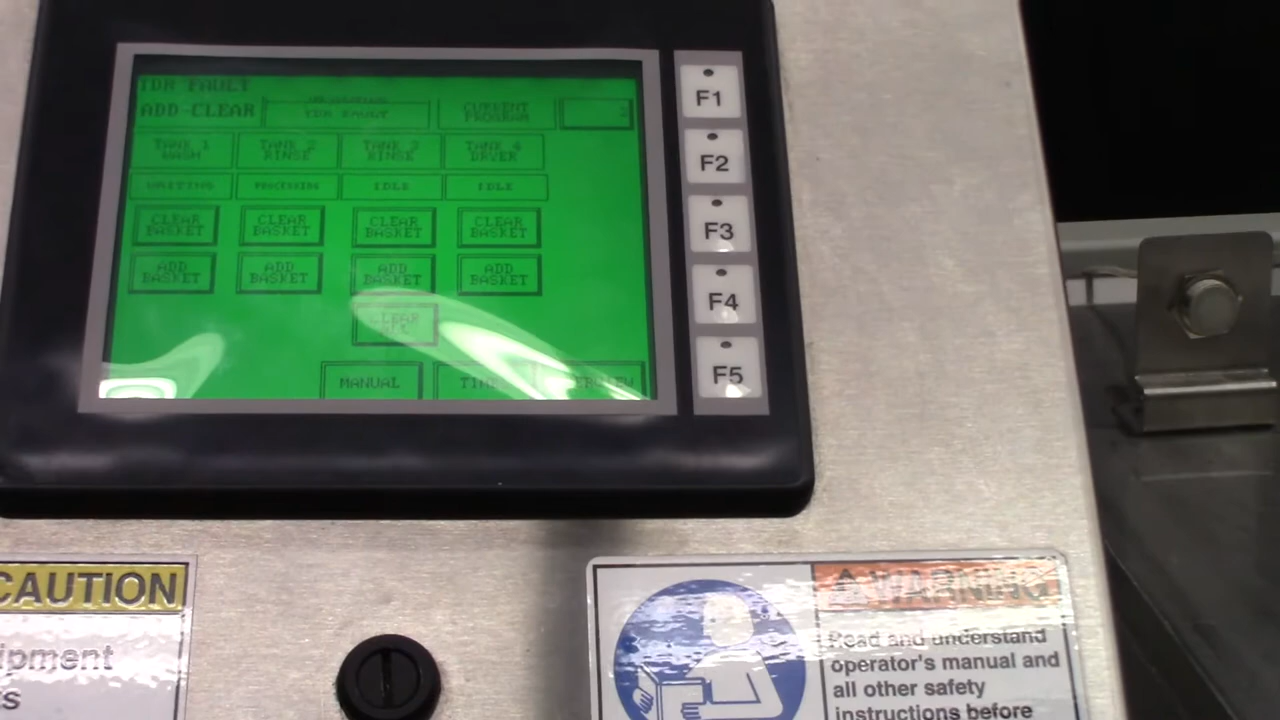 TDM FAULT
ADD CLEAR
TDM FAULT
CURRENT
PROGRAM
2
TANK 1
WASH
TANK 2
RINSE
TANK 3
RINSE
TANK 4
DRYER
WAITING
PROCESSING
IDLE
IDLE
CLEAR
BASKET
CLEAR
BASKET
CLEAR
BASKET
CLEAR
BASKET
ADD
BASKET
ADD
BASKET
ADD
BASKET
ADD
BASKET
CLEAR
MANUAL
F1
F2
F3
F4
F5
CAUTION
WARNING
Read and understand
operator's manual and
all other safety
instructions before